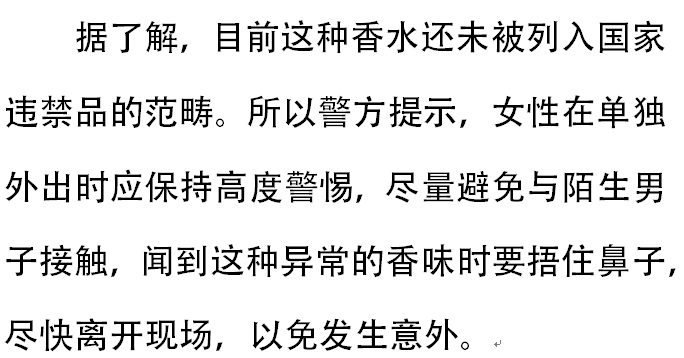 据了解，目前这种香水还未被列入国家
违禁品的范畴。所以警方提示，女性在单独
外出时应保持高度警惕，尽量避免与陌生男
子接触，闻到这种异常的香味时要捂住鼻子，
尽快离开现场，以免发生意外。